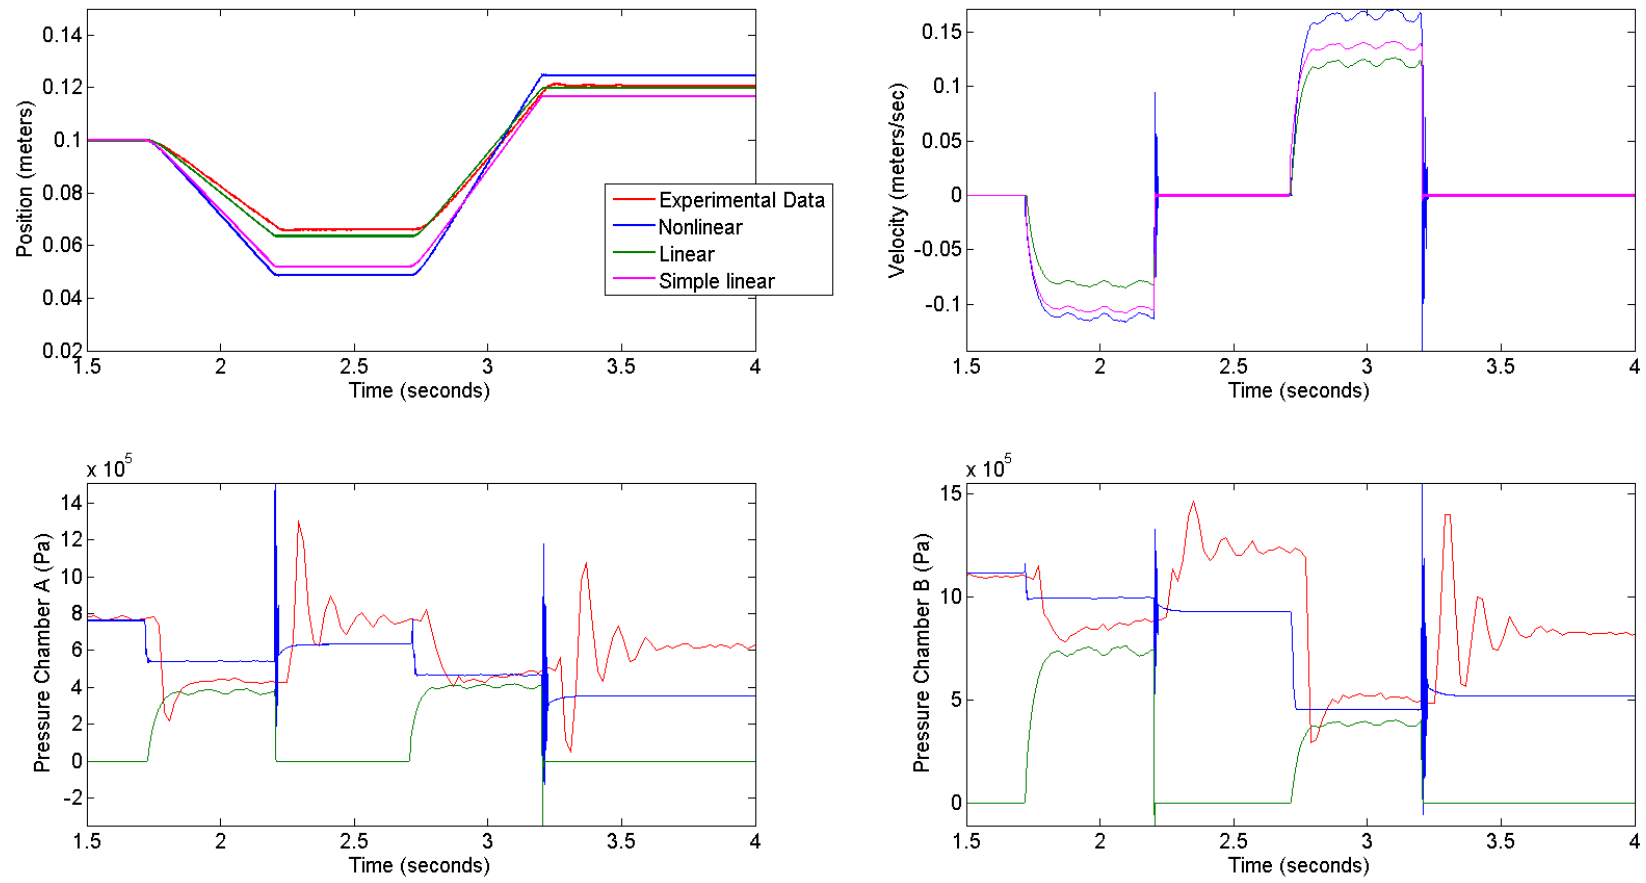 0.14
0.12
0.1
0.08
0.06
0.04
0.02
Position (meters)
1.5 2 2.5 3 3.5 4
Time (seconds)
Experimental Data
Nonlinear
Linear
Simple linear
0.15
0.1
0.05
0
-0.05
-0.1
Velocity (meters/sec)
1.5 2 2.5 3 3.5 4
Time (seconds)
x 10^5
14
12
10
8
6
4
2
0
-2
Pressure Chamber A (Pa)
1.5 2 2.5 3 3.5 4
Time (seconds)
x 10^5
15
10
5
0
Pressure Chamber B (Pa)
1.5 2 2.5 3 3.5 4
Time (seconds)